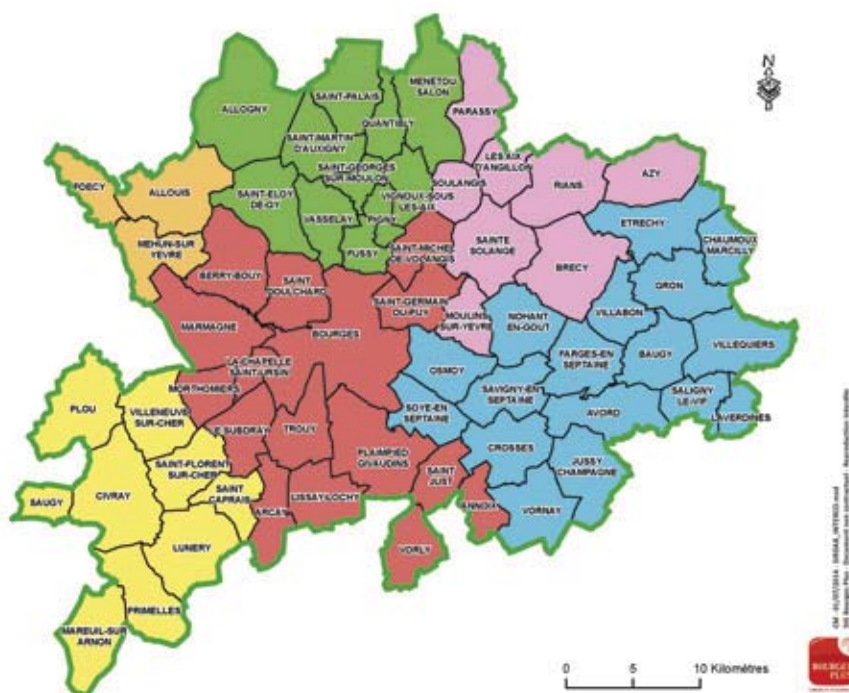 MENETOU
SALON
SAINT-PALAIS
PARASSY
ALLOGNY
QUANTILLY
SAINT-MARTIN
D'AUXIGNY
LES AIX
D'ANGILLON
SAINT-GEORGES
SUR-MOULON
SOULANGIS
RIANS
AZY
FOECY
ALLOUIS
SAINT-ELOY
DE-GY
VIGNOUX-SOUS
LES-AIX
VASSELAY
PIGNY
ETRECHY
MEHUN-SUR
YEVRE
FUSSY
SAINT-MICHEL
DE-VOLANGIS
SAINTE
SOLANGE
CHAUMOUX
MARCILLY
BERRY-BOUY
SAINT
DOULCHARD
BRECY
GRON
SAINT-GERMAIN
DU-PUY
MOULINS
SUR-YEVRE
NOHANT
EN-GOUT
VILLABON
MARMAGNE
BOURGES
FARGES-EN
SEPTAINE
BAUGY
VILLEQUIERS
LA-CHAPELLE
SAINT-URSIN
OSMOY
MORTHOMIERS
SAVIGNY-EN
SEPTAINE
SALIGNY
LE-VIF
PLOU
VILLENEUVE
SUR-CHER
SOYE-EN
SEPTAINE
AVORD
LAVERDINES
LE SUBDRAY
TROUY
PLAIMPIED
GIVAUDINS
CROSSES
SAINT-FLORENT
SUR-CHER
SAINT
JUST
JUSSY
CHAMPAGNE
SAUGY
CIVRAY
SAINT
CAPRAIS
ARCAY
LISSAY-LOCHY
ANNOIX
VORNAY
LUNERY
VORLY
PRIMELLES
MAREUIL-SUR
ARNON
N
0 5 10 Kilomètres
BOURGES
PLUS